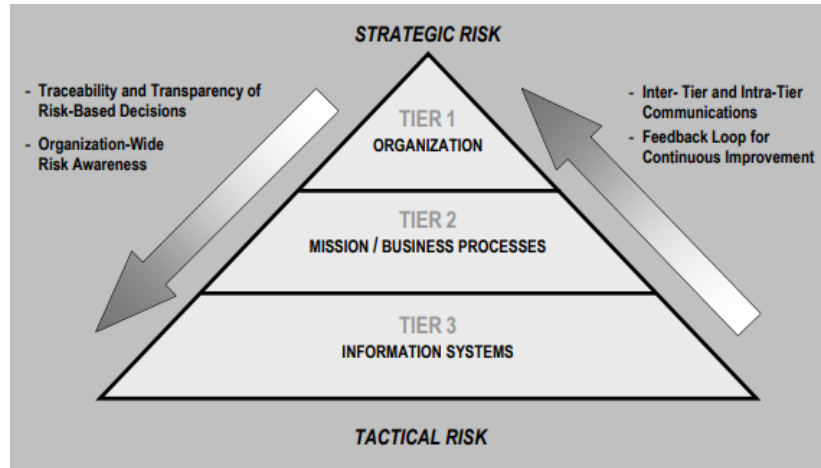 STRATEGIC RISK
- Traceability and Transparency of
Risk-Based Decisions
- Organization-Wide
Risk Awareness
- Inter- Tier and Intra-Tier
Communications
- Feedback Loop for
Continuous Improvement
TIER 1
ORGANIZATION
TIER 2
MISSION / BUSINESS PROCESSES
TIER 3
INFORMATION SYSTEMS
TACTICAL RISK